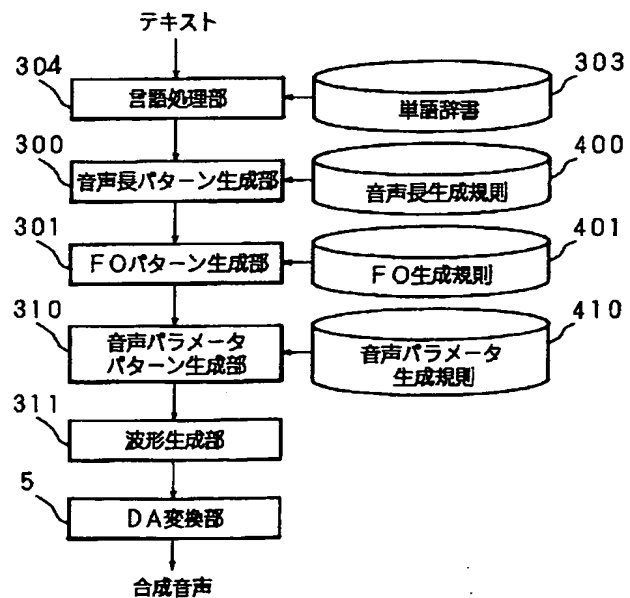 テキスト
304
言語処理部
303
単語辞書
300
音声長パターン生成部
400
音声長生成規則
301
F0パターン生成部
401
F0生成規則
310
音声パラメータ
パターン生成部
410
音声パラメータ
生成規則
311
波形生成部
5
DA変換部
合成音声